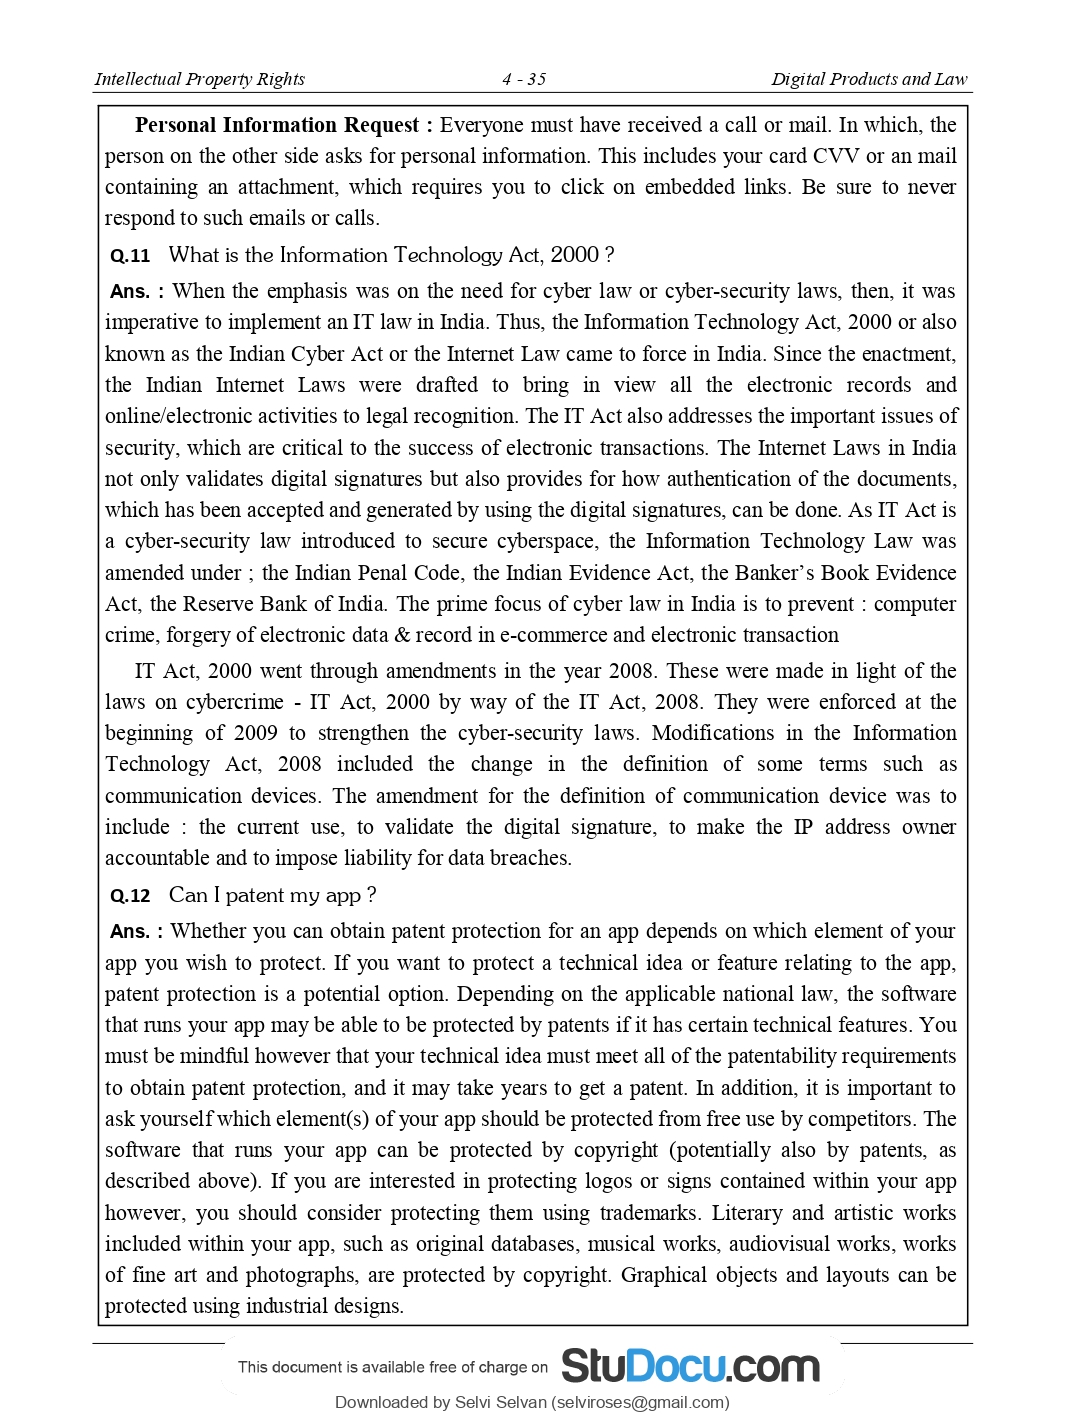 Intellectual Property Rights 4 - 35 Digital Products and Law
Personal Information Request : Everyone must have received a call or mail. In which, the
person on the other side asks for personal information. This includes your card CVV or an mail
containing an attachment, which requires you to click on embedded links. Be sure to never
respond to such emails or calls.
Q.11 What is the Information Technology Act, 2000 ?
Ans. : When the emphasis was on the need for cyber law or cyber-security laws, then, it was
imperative to implement an IT law in India. Thus, the Information Technology Act, 2000 or also
known as the Indian Cyber Act or the Internet Law came to force in India. Since the enactment,
the Indian Internet Laws were drafted to bring in view all the electronic records and
online/electronic activities to legal recognition. The IT Act also addresses the important issues of
security, which are critical to the success of electronic transactions. The Internet Laws in India
not only validates digital signatures but also provides for how authentication of the documents,
which has been accepted and generated by using the digital signatures, can be done. As IT Act is
a cyber-security law introduced to secure cyberspace, the Information Technology Law was
amended under ; the Indian Penal Code, the Indian Evidence Act, the Banker’s Book Evidence
Act, the Reserve Bank of India. The prime focus of cyber law in India is to prevent : computer
crime, forgery of electronic data & record in e-commerce and electronic transaction
IT Act, 2000 went through amendments in the year 2008. These were made in light of the
laws on cybercrime - IT Act, 2000 by way of the IT Act, 2008. They were enforced at the
beginning of 2009 to strengthen the cyber-security laws. Modifications in the Information
Technology Act, 2008 included the change in the definition of some terms such as
communication devices. The amendment for the definition of communication device was to
include : the current use, to validate the digital signature, to make the IP address owner
accountable and to impose liability for data breaches.
Q.12 Can I patent my app ?
Ans. : Whether you can obtain patent protection for an app depends on which element of your
app you wish to protect. If you want to protect a technical idea or feature relating to the app,
patent protection is a potential option. Depending on the applicable national law, the software
that runs your app may be able to be protected by patents if it has certain technical features. You
must be mindful however that your technical idea must meet all of the patentability requirements
to obtain patent protection, and it may take years to get a patent. In addition, it is important to
ask yourself which element(s) of your app should be protected from free use by competitors. The
software that runs your app can be protected by copyright (potentially also by patents, as
described above). If you are interested in protecting logos or signs contained within your app
however, you should consider protecting them using trademarks. Literary and artistic works
included within your app, such as original databases, musical works, audiovisual works, works
of fine art and photographs, are protected by copyright. Graphical objects and layouts can be
protected using industrial designs.
This document is available free of charge on StuDocu.com
Downloaded by Selvi Selvan (selviroses@gmail.com)